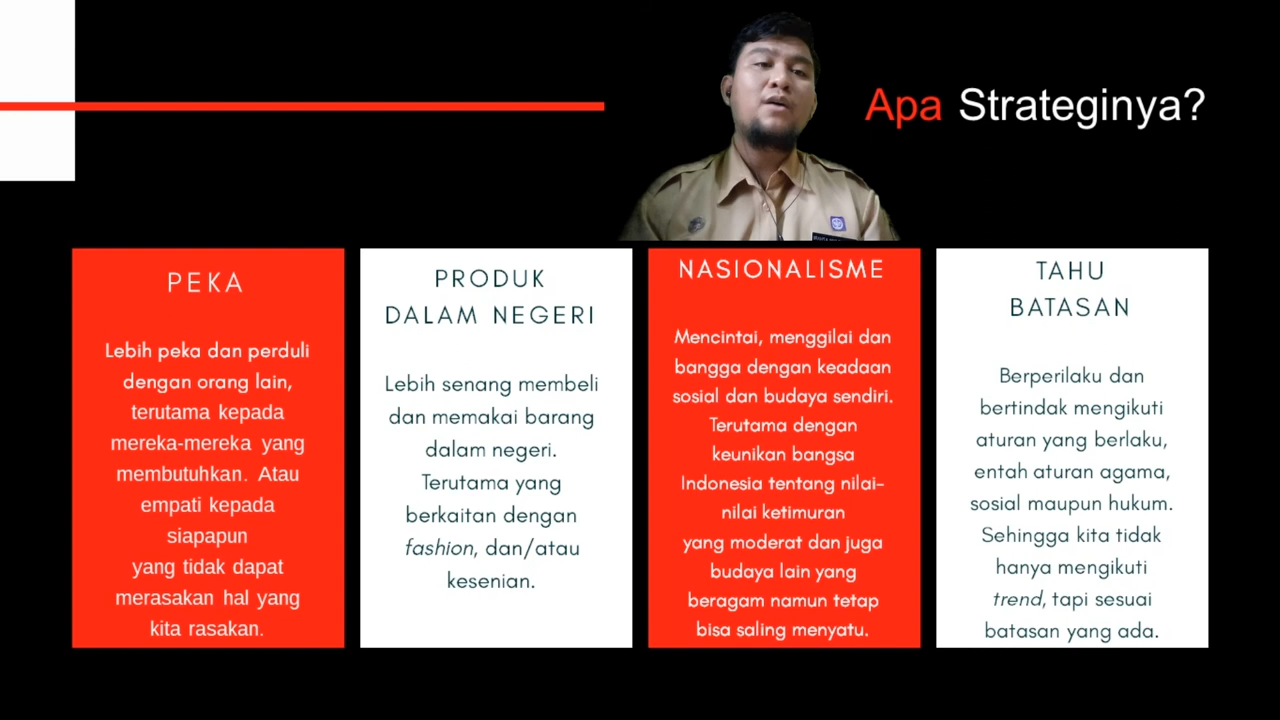 Apa Strateginya?
PEKA
Lebih peka dan perduli
dengan orang lain,
terutama kepada
mereka-mereka yang
membutuhkan. Atau
empati kepada
siapapun
yang tidak dapat
merasakan hal yang
kita rasakan.
PRODUK
DALAM NEGERI
Lebih senang membeli
dan memakai barang
dalam negeri.
Terutama yang
berkaitan dengan
fashion, dan/atau
kesenian.
NASIONALISME
Mencintai, menggilai dan
bangga dengan keadaan
sosial dan budaya sendiri.
Terutama dengan
keunikan bangsa
Indonesia tentang nilai-
nilai ketimuran
yang moderat dan juga
budaya lain yang
beragam namun tetap
bisa saling menyatu.
TAHU
BATASAN
Berperilaku dan
bertindak mengikuti
aturan yang berlaku,
entah aturan agama,
sosial maupun hukum.
Sehingga kita tidak
hanya mengikuti
trend, tapi sesuai
batasan yang ada.